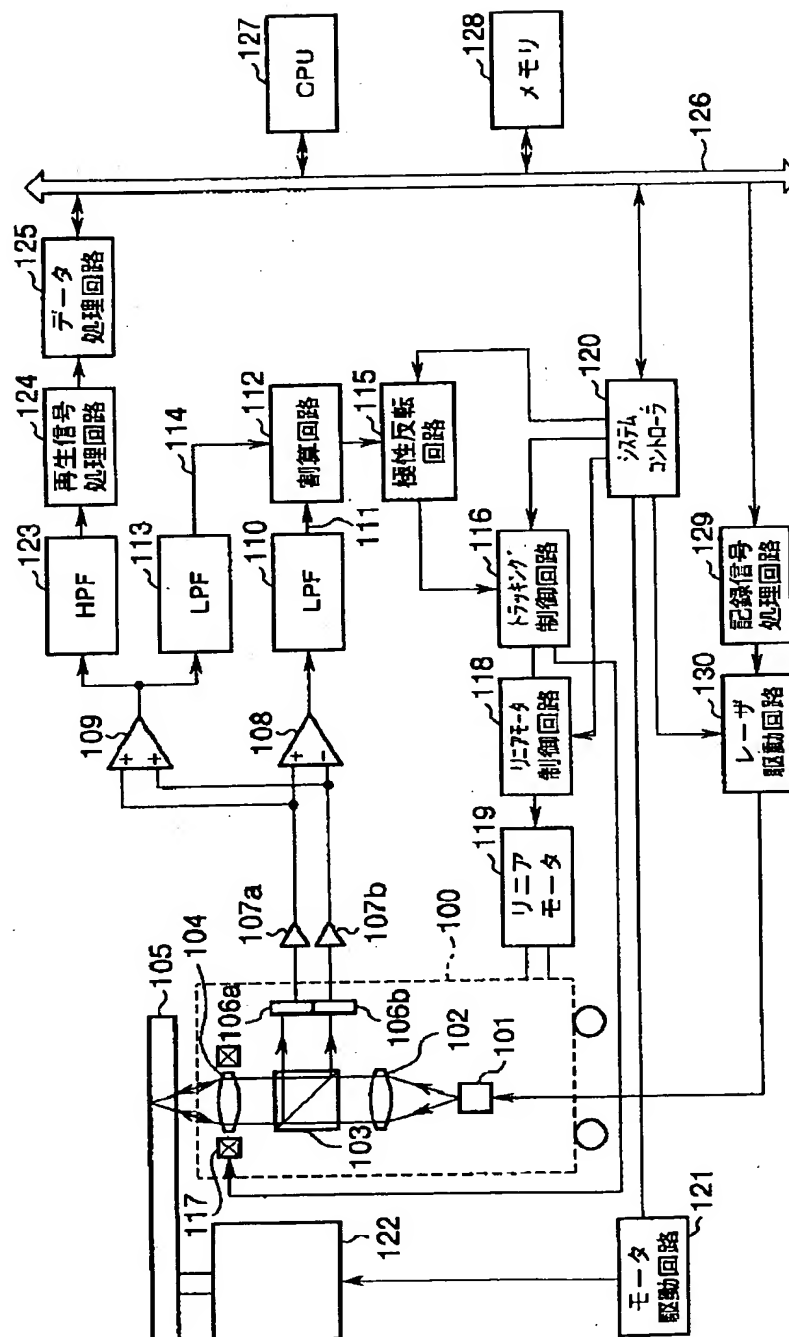 127
CPU
128
メモリ
126
125
データ
処理回路
124
再生信号
処理回路
123
HPF
113
LPF
114
112
割算回路
115
極性反転
回路
110
LPF
111
109
+
+
108
+
-
120
システム
コントローラ
116
トラッキング
制御回路
118
リニアモータ
制御回路
119
リニア
モータ
129
記録信号
処理回路
130
レーザ
駆動回路
107a
107b
100
105
104
106a
106b
102
101
103
117
122
121
モータ
駆動回路